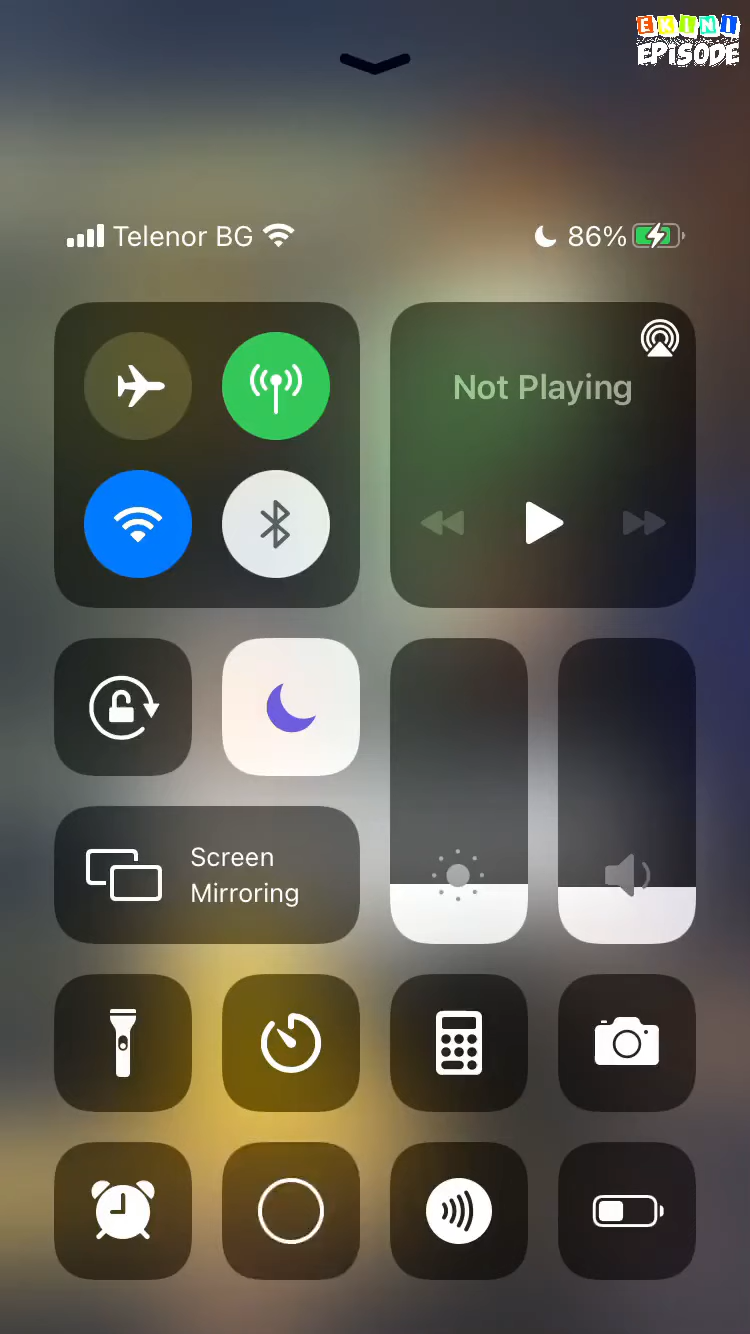 EKINI
EPISODE
Telenor BG
86%
Not Playing
Screen
Mirroring